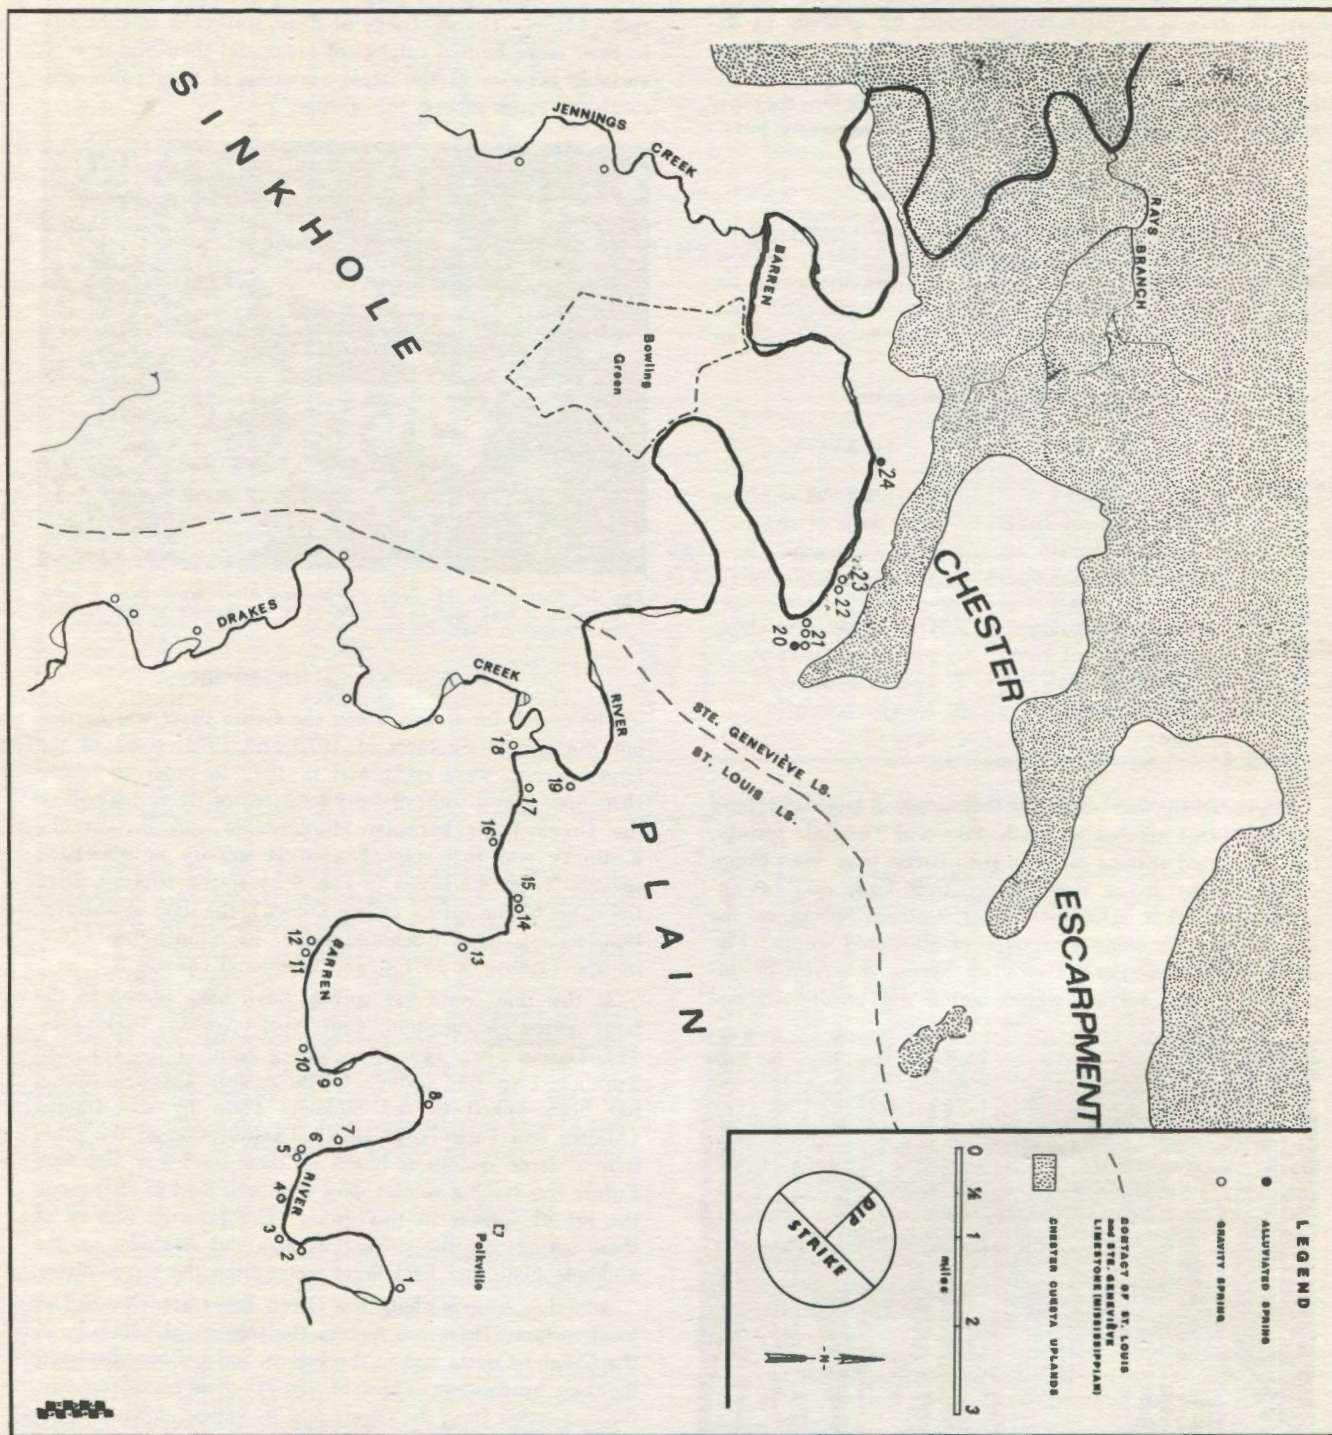 SINKHOLE
PLAIN
JENNINGS
CREEK
BARREN
RAYS
BRANCH
Bowling
Green
24
23
22
21
20
CHESTER
ESCARPMENT
DRAKES
CREEK
RIVER
STE. GENEVIÈVE LS.
ST. LOUIS LS.
18
19
17
16
15
14
13
12
11
BARREN
10
9
8
7
6
5
4
RIVER
3
2
1
Polkville
LEGEND
ALLUVIATED SPRING
GRAVITY SPRING
CONTACT OF ST. LOUIS
and STE. GENEVIÈVE
LIMESTONE (MISSISSIPPIAN)
CHESTER CUESTA UPLANDS
0 ½ 1 2 3
miles
DIP
STRIKE
-N-